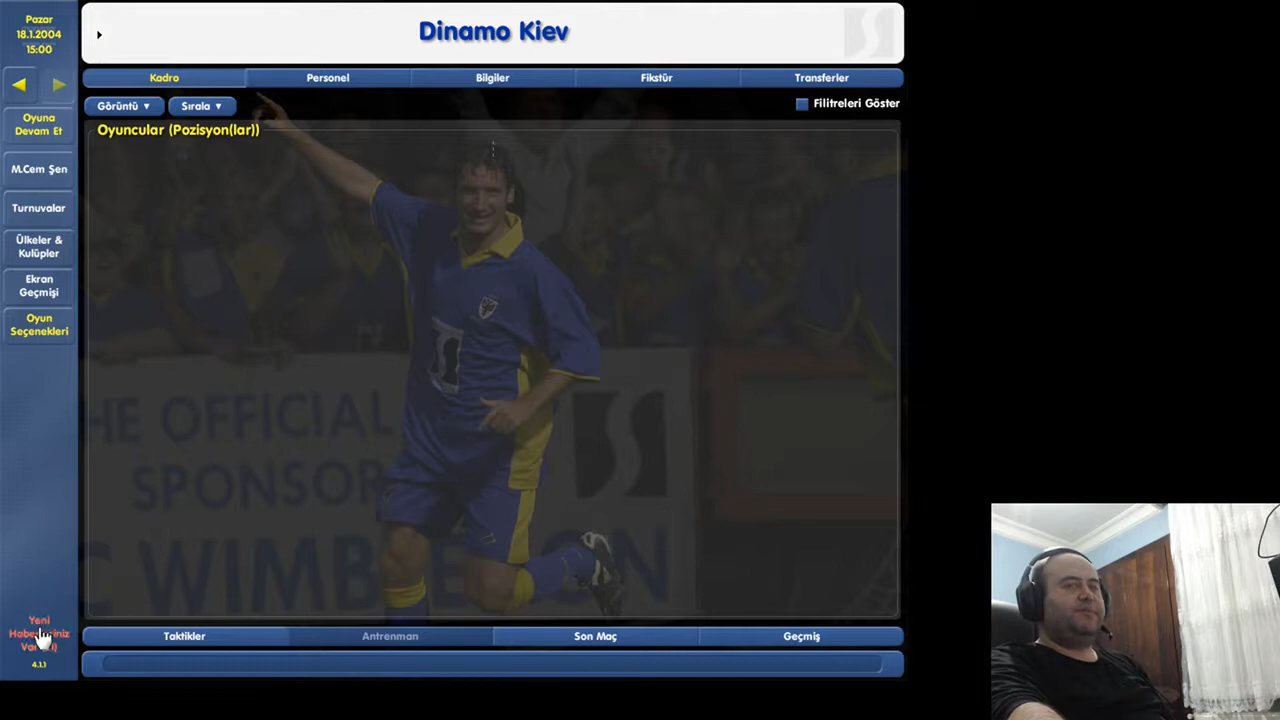 Pazar
18.1.2004
15:00
Dinamo Kiev
Kadro
Personel
Bilgiler
Fikstür
Transferler
Görüntü
Sırala
Filitreleri Göster
Oyuncular (Pozisyon(lar))
Oyuna
Devam Et
M.Cem Şen
Turnuvalar
Ülkeler &
Kulüpler
Ekran
Geçmişi
Oyun
Seçenekleri
HE OFFICIAL
SPONSOR
C WIMBLEDON
Yeni
4.1.1
Taktikler
Antrenman
Son Maç
Geçmiş